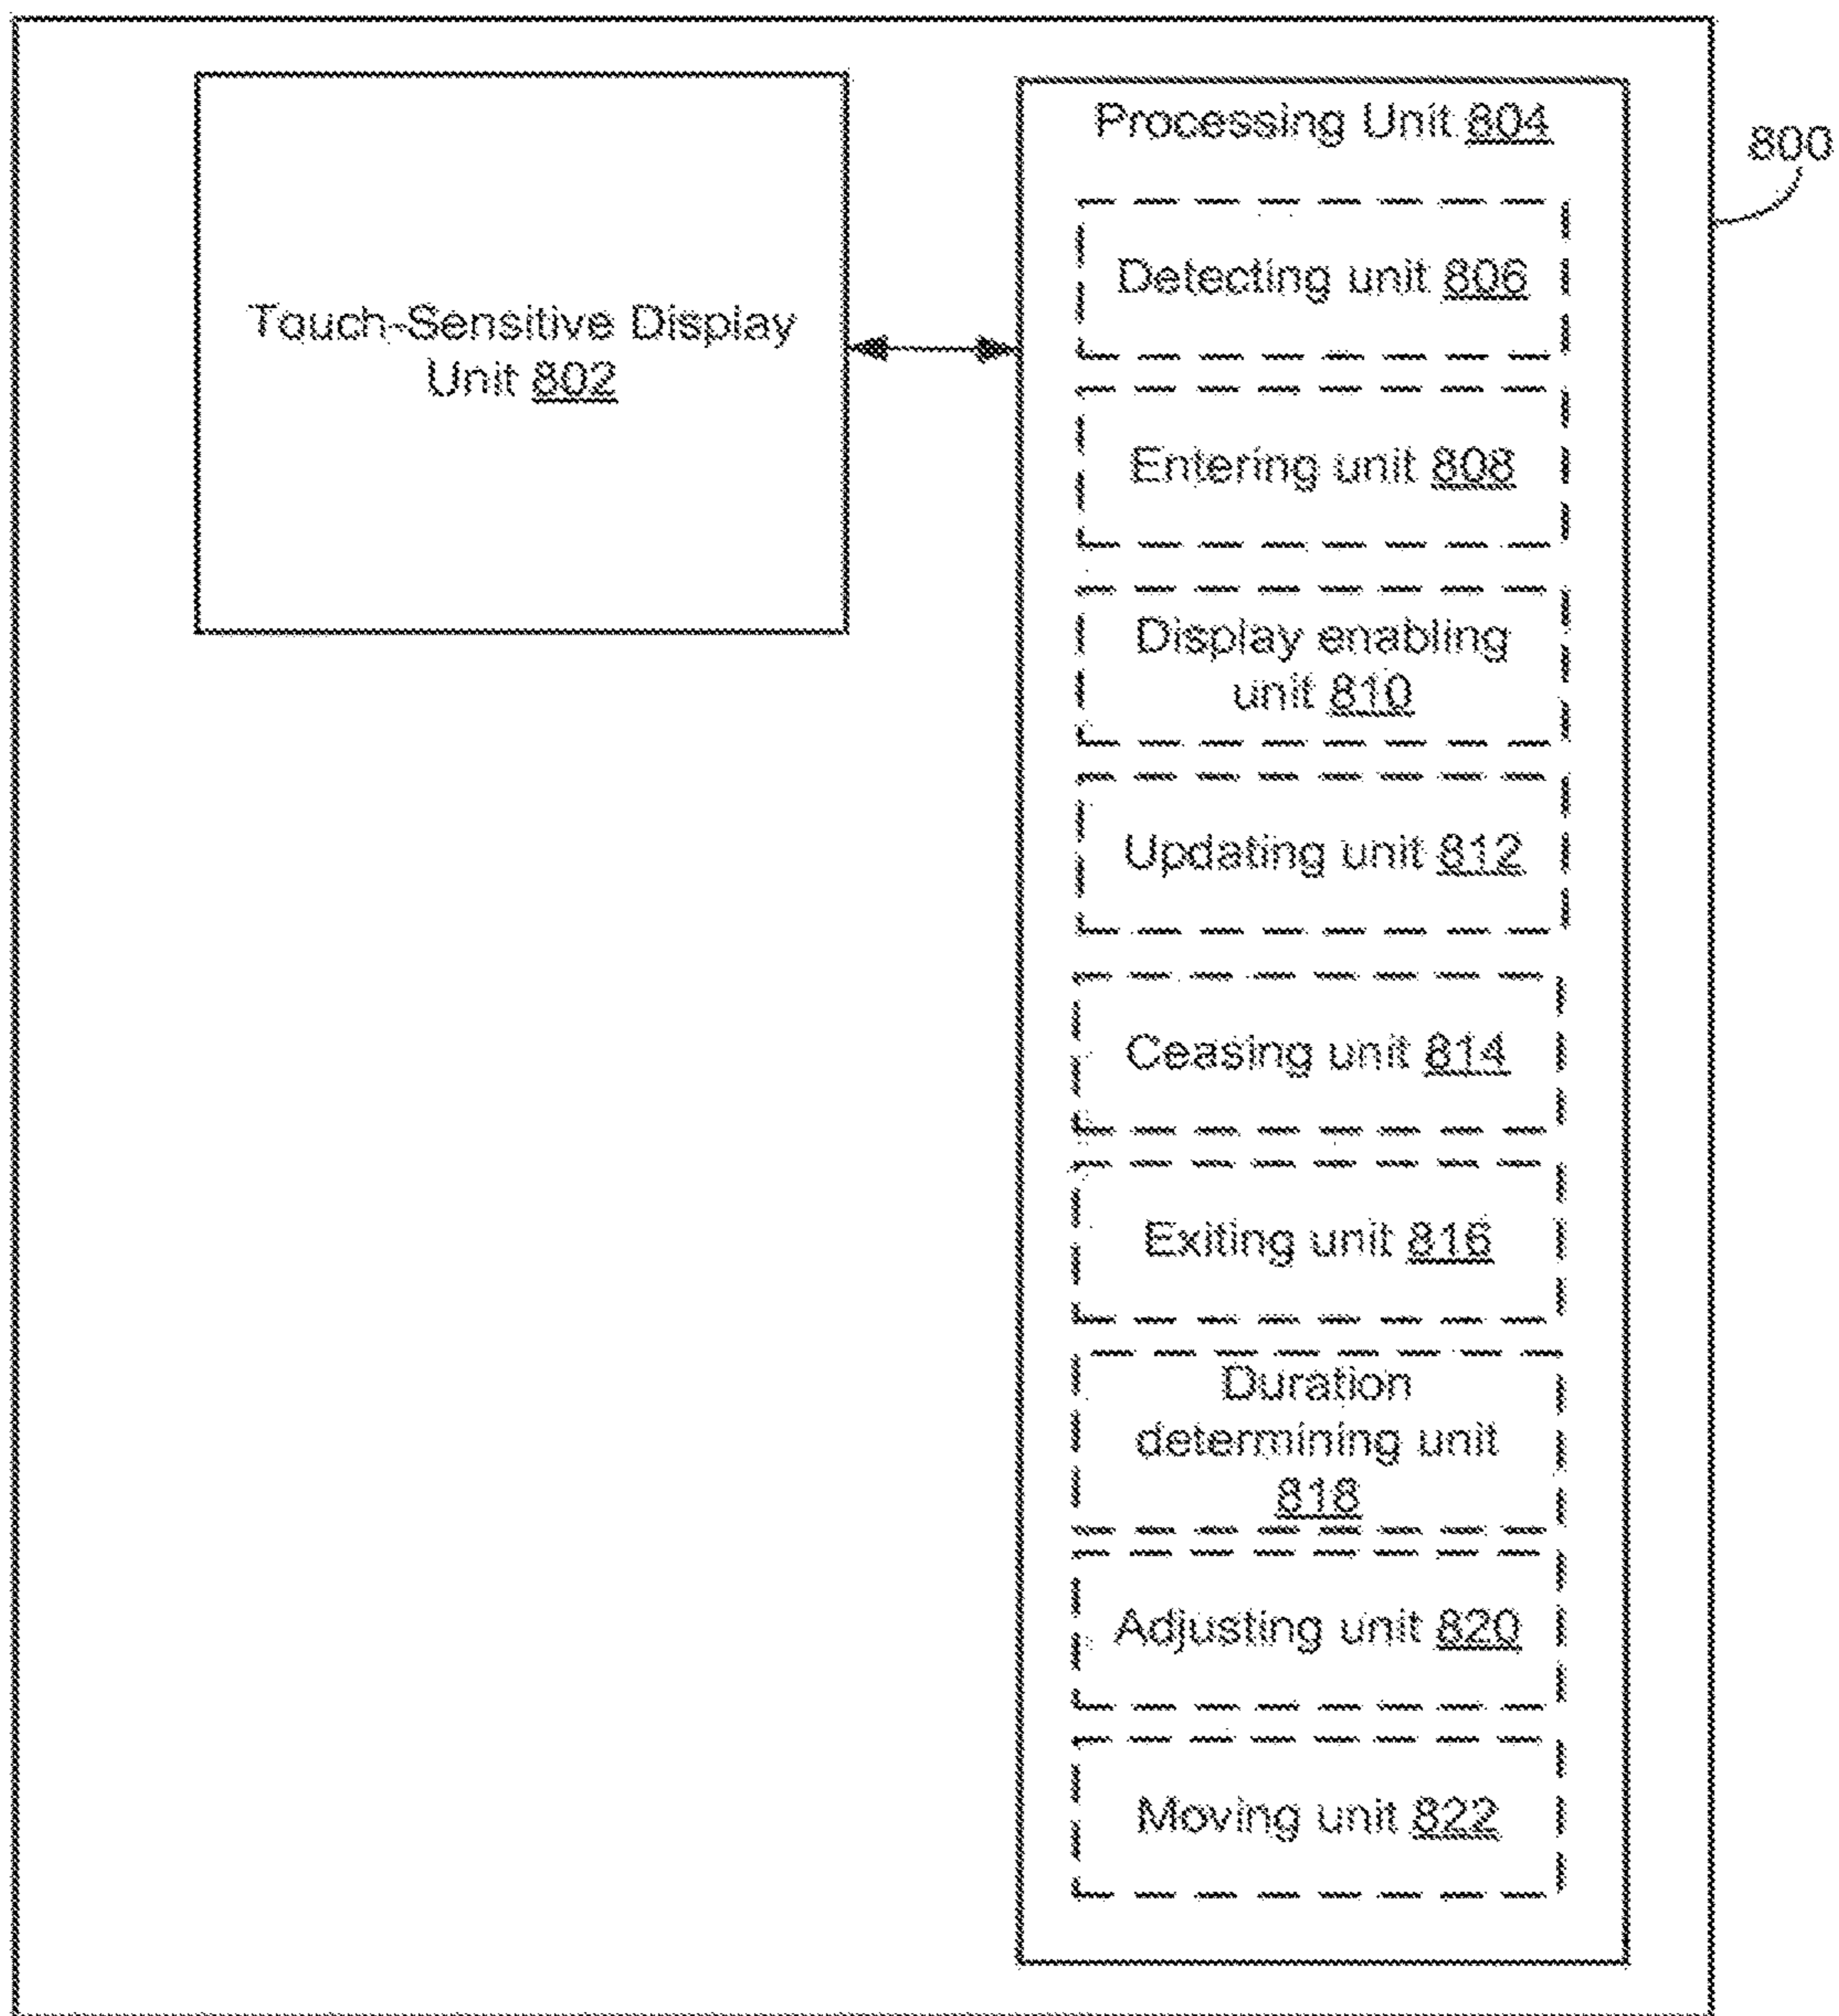 Touch-Sensitive Display
Unit 802
Processing Unit 804
800
Detecting unit 806
Entering unit 808
Display enabling
unit 810
Updating unit 812
Ceasing unit 814
Exiting unit 816
Duration
determining unit
818
Adjusting unit 820
Moving unit 822